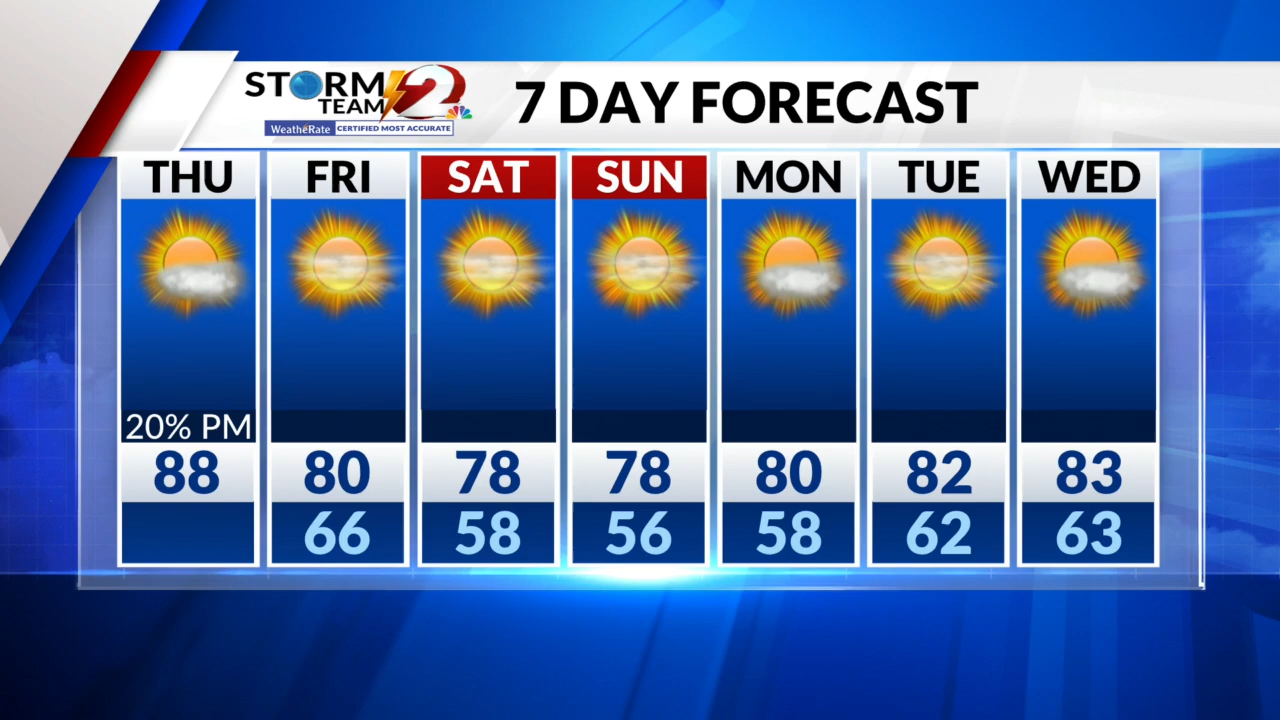 STORM
TEAM 2
WeatheRate CERTIFIED MOST ACCURATE
7 DAY FORECAST
THU FRI SAT SUN MON TUE WED
20% PM
88 80 78 78 80 82 83
66 58 56 58 62 63